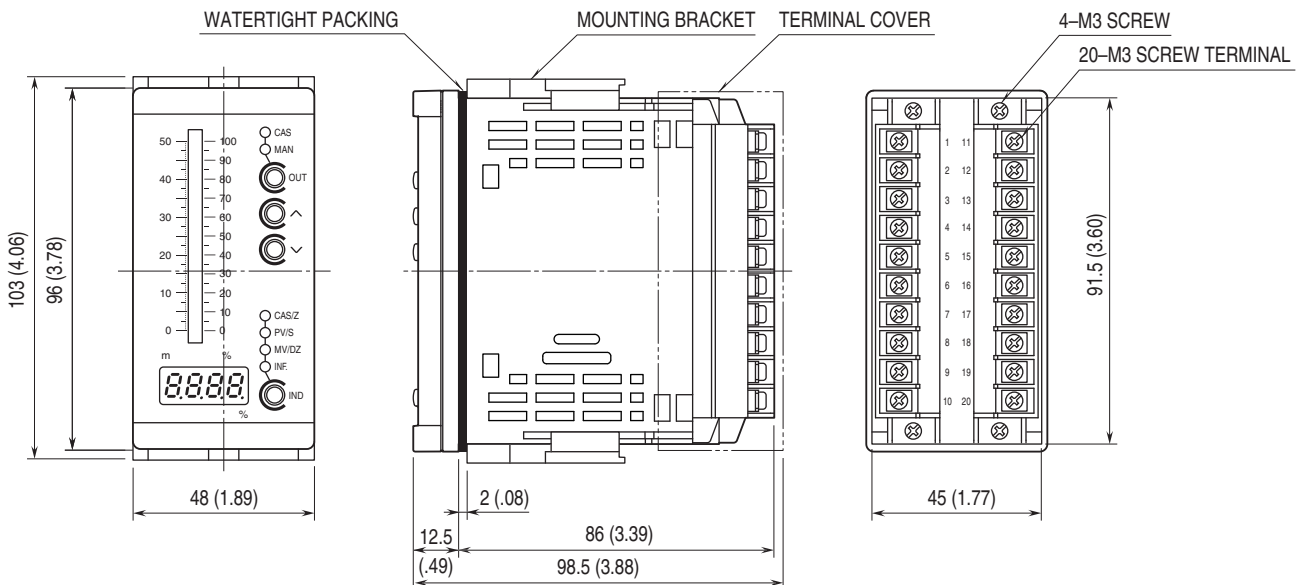 WATERTIGHT PACKING
MOUNTING BRACKET
TERMINAL COVER
4–M3 SCREW
20–M3 SCREW TERMINAL
103 (4.06)
96 (3.78)
50
40
30
20
10
0
m
100
90
80
70
60
50
40
30
20
10
0
%
CAS
MAN
OUT
CAS/Z
PV/S
MV/DZ
INF.
IND
8.8.8.8
%
48 (1.89)
2 (.08)
12.5
(.49)
86 (3.39)
98.5 (3.88)
1 11
2 12
3 13
4 14
5 15
6 16
7 17
8 18
9 19
10 20
91.5 (3.60)
45 (1.77)